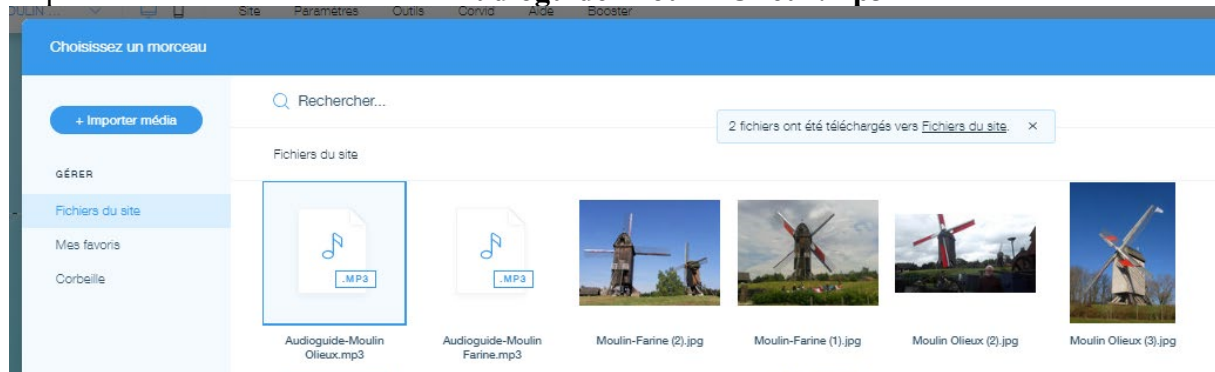 Site Paramètres Outils Corvid Aide Booster
Choisissez un morceau
Rechercher...
+ Importer média
2 fichiers ont été téléchargés vers Fichiers du site. ×
Fichiers du site
GÉRER
Fichiers du site
Mes favoris
Corbeille
.MP3
.MP3
Audioguide-Moulin
Olieux.mp3
Audioguide-Moulin
Farine.mp3
Moulin-Farine (2).jpg
Moulin-Farine (1).jpg
Moulin Olieux (2).jpg
Moulin Olieux (3).jpg